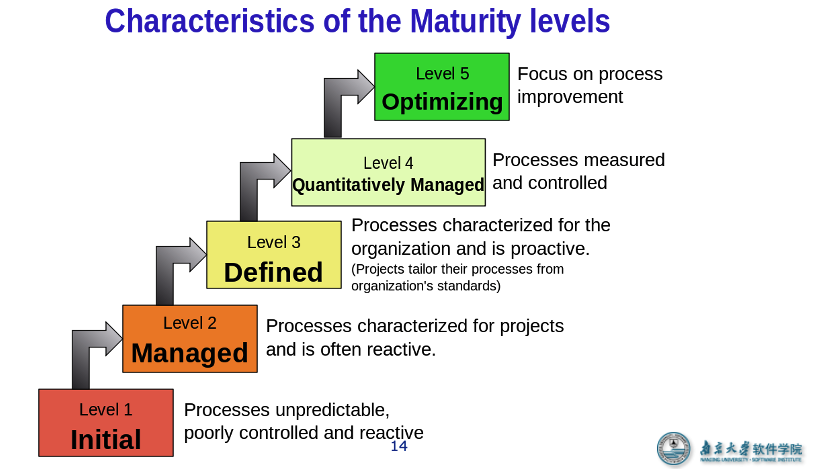 Characteristics of the Maturity levels
Level 5
Optimizing
Focus on process
improvement
Level 4
Quantitatively Managed
Processes measured
and controlled
Level 3
Defined
Processes characterized for the
organization and is proactive.
(Projects tailor their processes from
organization's standards)
Level 2
Managed
Processes characterized for projects
and is often reactive.
Level 1
Initial
Processes unpredictable,
poorly controlled and reactive
14
南京大学软件学院
NANJING UNIVERSITY · SOFTWARE INSTITUTE